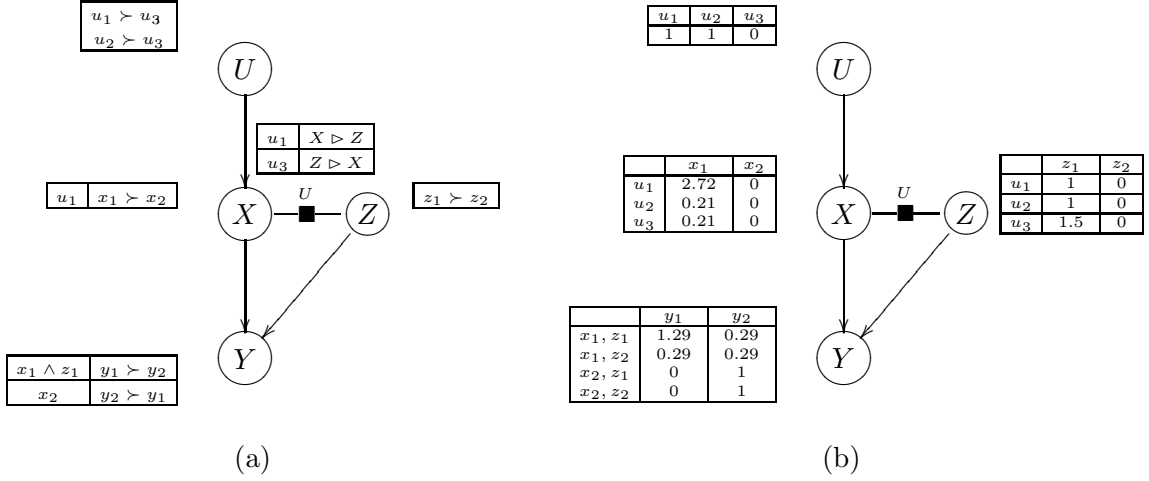 u₁ ≻ u₃
u₂ ≻ u₃
U
u₁ X ▷ Z
u₃ Z ▷ X
u₁ x₁ ≻ x₂
X
U
Z
z₁ ≻ z₂
x₁ ∧ z₁ y₁ ≻ y₂
x₂ y₂ ≻ y₁
Y
(a)
u₁ u₂ u₃
1 1 0
U
x₁ x₂
u₁ 2.72 0
u₂ 0.21 0
u₃ 0.21 0
X
U
Z
z₁ z₂
u₁ 1 0
u₂ 1 0
u₃ 1.5 0
y₁ y₂
x₁, z₁ 1.29 0.29
x₁, z₂ 0.29 0.29
x₂, z₁ 0 1
x₂, z₂ 0 1
Y
(b)